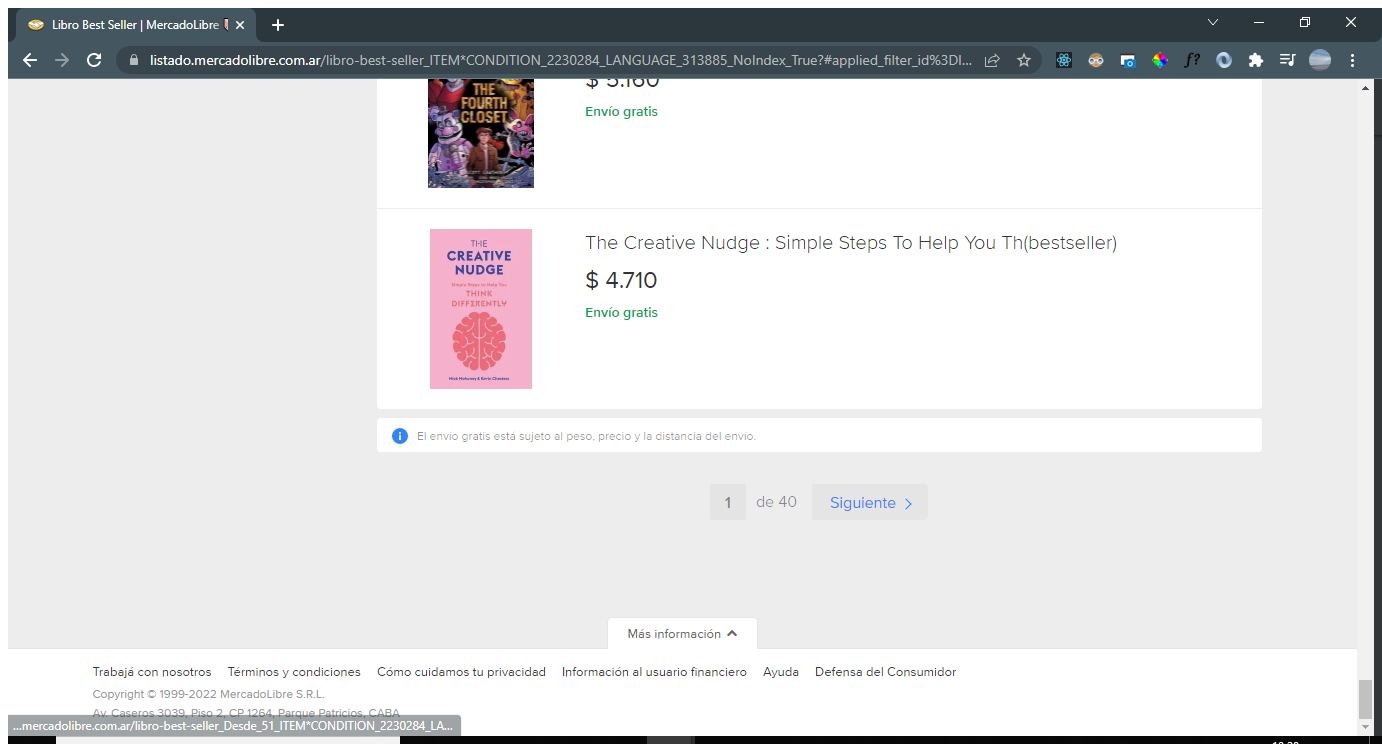 Libro Best Seller | MercadoLibre
listado.mercadolibre.com.ar/libro-best-seller_ITEM*CONDITION_2230284_LANGUAGE_313885_NoIndex_True?#applied_filter_id%3DI...
f?
THE
FOURTH
CLOSET
$ 5.160
Envío gratis
THE
CREATIVE
NUDGE
Simple Steps to Help You
THINK
DIFFERENTLY
Mick Mahoney & Kevin Chesters
The Creative Nudge : Simple Steps To Help You Th(bestseller)
$ 4.710
Envío gratis
El envío gratis está sujeto al peso, precio y la distancia del envío.
1 de 40 Siguiente
Más información
Trabajá con nosotros Términos y condiciones Cómo cuidamos tu privacidad Información al usuario financiero Ayuda Defensa del Consumidor
Copyright © 1999-2022 MercadoLibre S.R.L.
Av. Caseros 3039, Piso 2, CP 1264, Parque Patricios, CABA
...mercadolibre.com.ar/libro-best-seller_Desde_51_ITEM*CONDITION_2230284_LA...